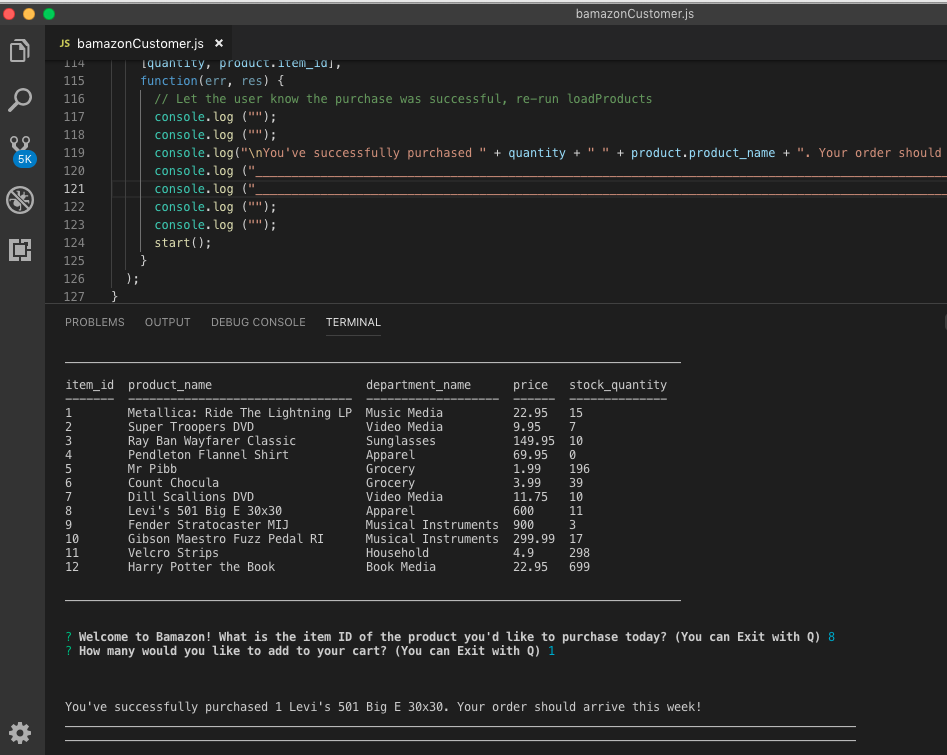 bamazonCustomer.js
JS bamazonCustomer.js ×
5K
114 [quantity, product.item_id],
115 function(err, res) {
116 // Let the user know the purchase was successful, re-run loadProducts
117 console.log ("");
118 console.log ("");
119 console.log("\nYou've successfully purchased " + quantity + " " + product.product_name + ". Your order should
120 console.log ("____________________________________________________________
121 console.log ("____________________________________________________________
122 console.log ("");
123 console.log ("");
124 start();
125 }
126 );
127 }
PROBLEMS OUTPUT DEBUG CONSOLE TERMINAL
item_id product_name department_name price stock_quantity
------- -------------------------------- ------------------- ------ --------------
1 Metallica: Ride The Lightning LP Music Media 22.95 15
2 Super Troopers DVD Video Media 9.95 7
3 Ray Ban Wayfarer Classic Sunglasses 149.95 10
4 Pendleton Flannel Shirt Apparel 69.95 0
5 Mr Pibb Grocery 1.99 196
6 Count Chocula Grocery 3.99 39
7 Dill Scallions DVD Video Media 11.75 10
8 Levi's 501 Big E 30x30 Apparel 600 11
9 Fender Stratocaster MIJ Musical Instruments 900 3
10 Gibson Maestro Fuzz Pedal RI Musical Instruments 299.99 17
11 Velcro Strips Household 4.9 298
12 Harry Potter the Book Book Media 22.95 699
? Welcome to Bamazon! What is the item ID of the product you'd like to purchase today? (You can Exit with Q) 8
? How many would you like to add to your cart? (You can Exit with Q) 1
You've successfully purchased 1 Levi's 501 Big E 30x30. Your order should arrive this week!